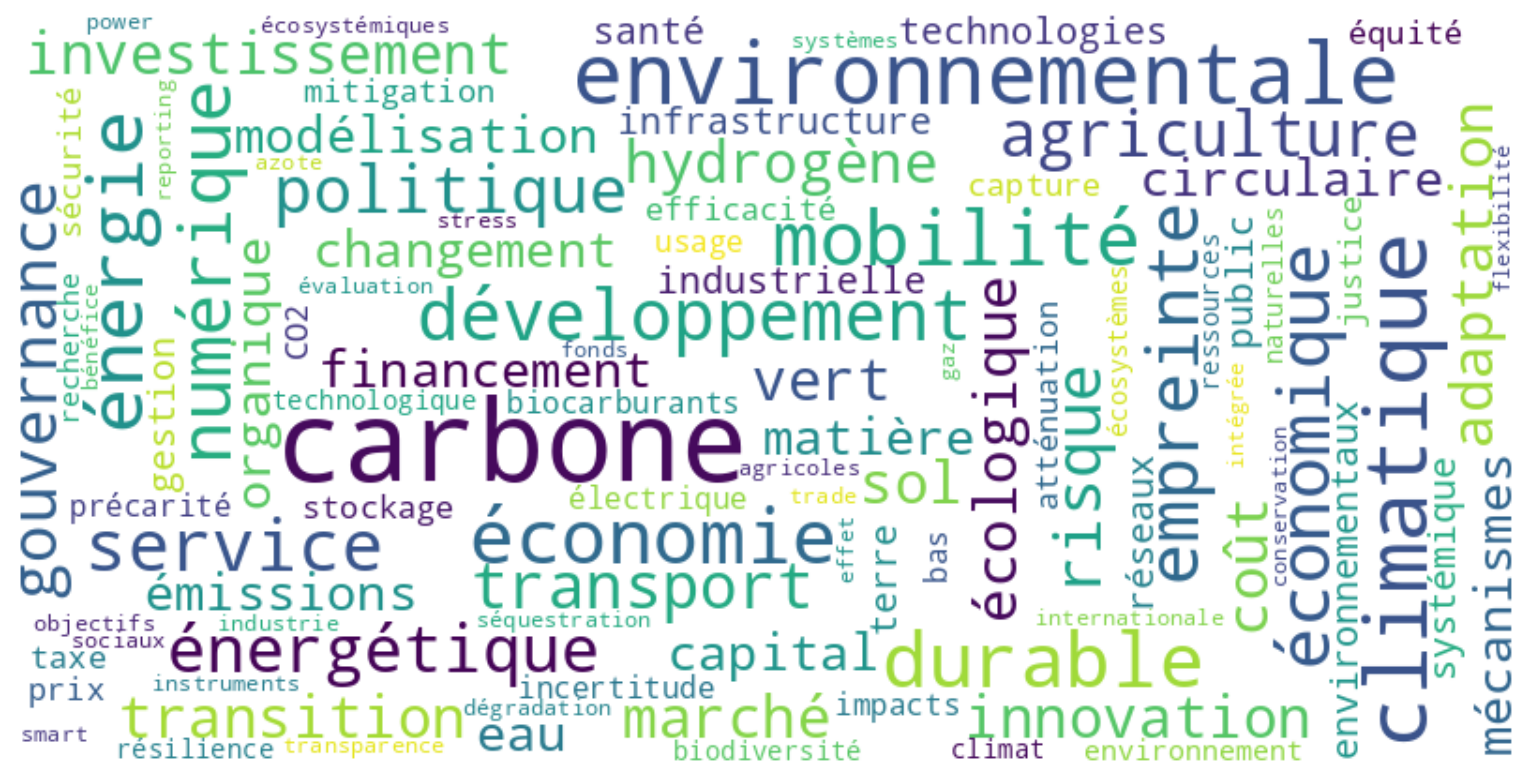 power
écosystémiques
santé
systèmes
technologies
équité
investissement
environnementale
mitigation
sécurité
énergie
reporting
numérique
modélisation
infrastructure
agriculture
adaptation
azote
politique
hydrogène
capture
circulaire
flexibilité
gouvernance
stress
efficacité
changement
usage
mobilité
empreinte
ressources
public
naturelles
justice
climatique
économique
organique
évaluation
industrielle
écosystèmes
recherche
bénéfice
gestion
CO2
développement
écologique
atténuation
financement
fonds
vert
gaz
risque
intégrée
technologique
biocarburants
carbone
matière
agricoles
environnementaux
conservation
précarité
stockage
électrique
trade
sol
réseaux
coût
systémique
mécanismes
service
économie
effet
terre
bas
émissions
transport
objectifs
sociaux
industrie
séquestration
internationale
taxe
énergétique
capital
durable
prix
instruments
incertitude
transition
dégradation
marché
impacts
innovation
smart
résilience
transparence
eau
biodiversité
climat
environnement